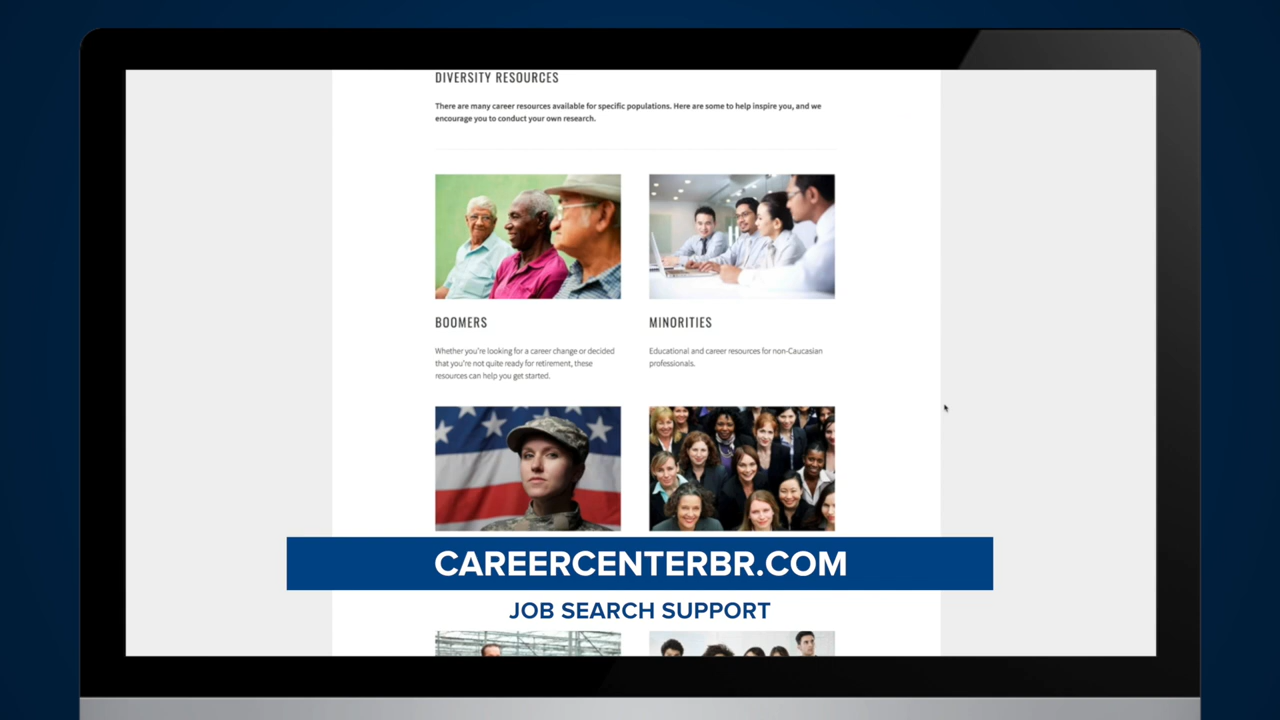 DIVERSITY RESOURCES
There are many career resources available for specific populations. Here are some to help inspire you, and we
encourage you to conduct your own research.
BOOMERS
Whether you're looking for a career change or decided
that you're not quite ready for retirement, these
resources can help you get started.
MINORITIES
Educational and career resources for non-Caucasian
professionals.
CAREERCENTERBR.COM
JOB SEARCH SUPPORT